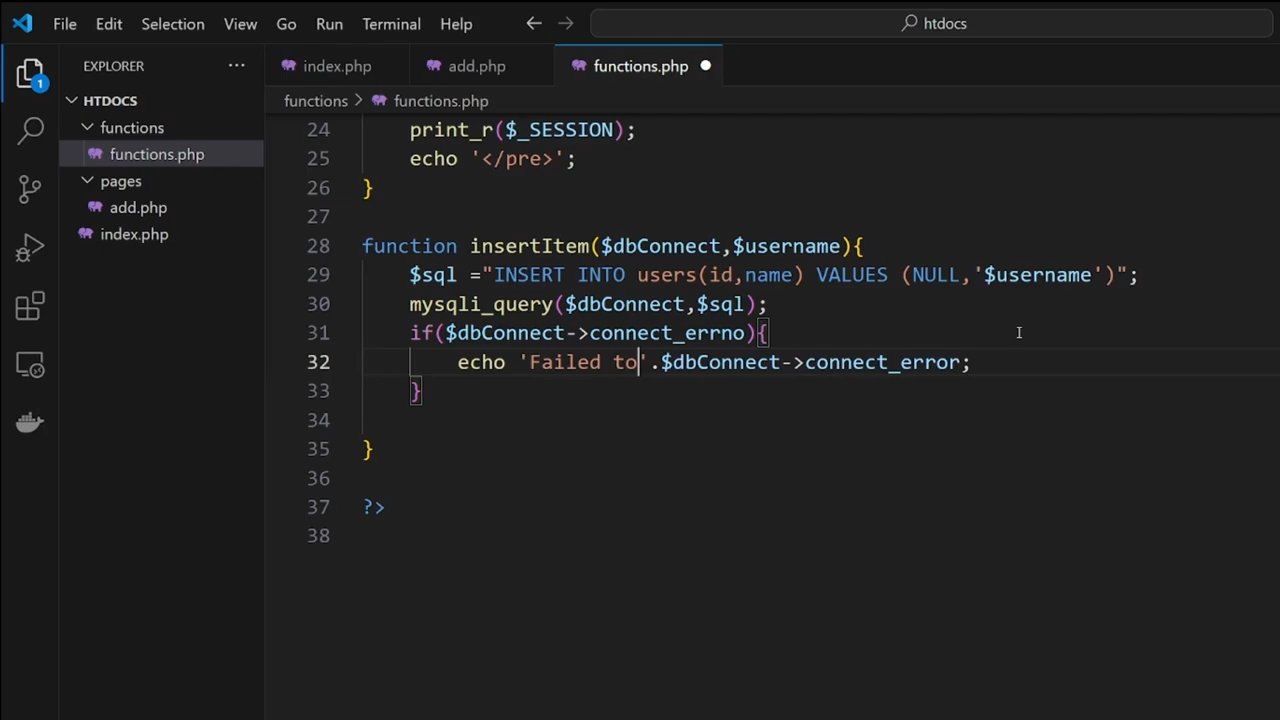 File Edit Selection View Go Run Terminal Help htdocs
EXPLORER ··· index.php add.php functions.php
1
HTDOCS functions > functions.php
functions
functions.php
pages
add.php
index.php
24 print_r($_SESSION);
25 echo '</pre>';
26 }
27
28 function insertItem($dbConnect,$username){
29 $sql ="INSERT INTO users(id,name) VALUES (NULL,'$username')";
30 mysqli_query($dbConnect,$sql);
31 if($dbConnect->connect_errno){
32 echo 'Failed to'.$dbConnect->connect_error;
33 }
34
35 }
36
37 ?>
38